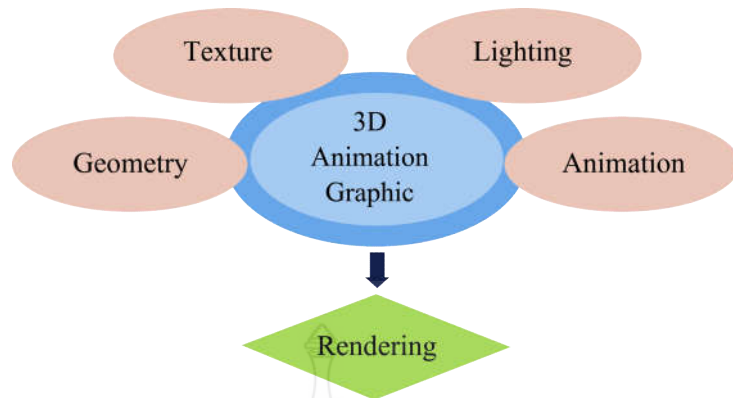 Texture
Lighting
Geometry
3D
Animation
Graphic
Animation
Rendering